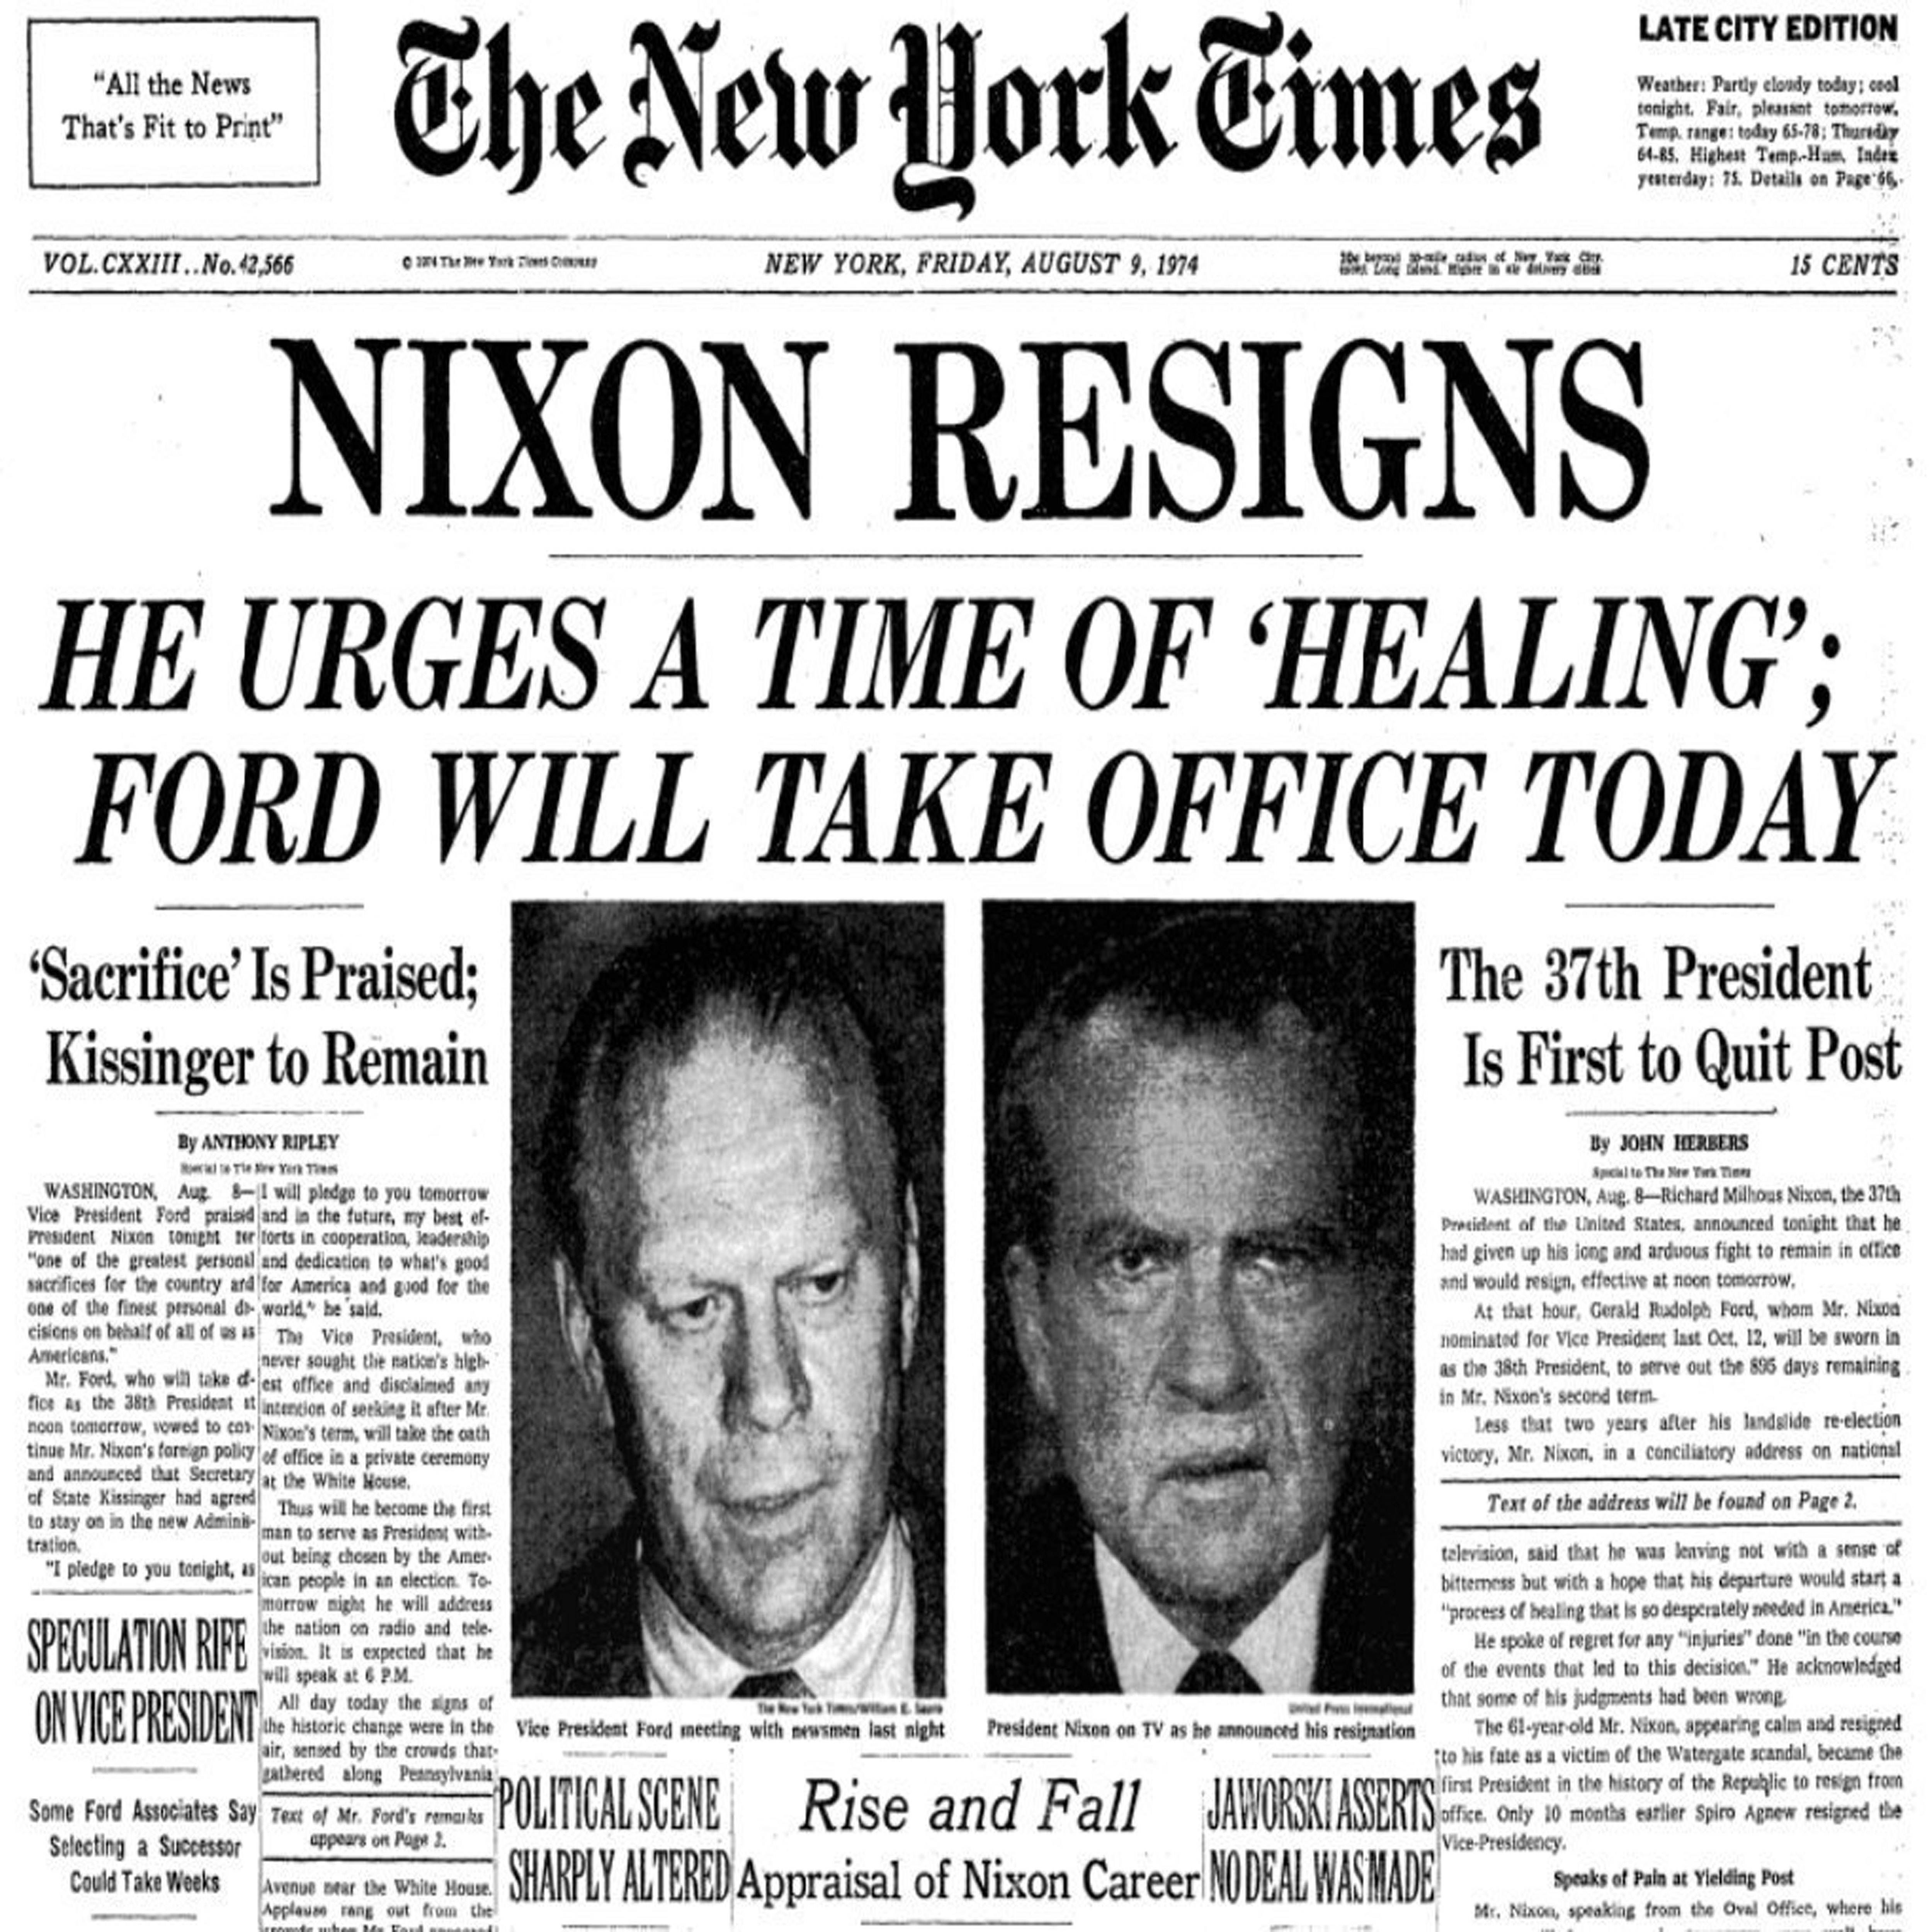 "All the News
That's Fit to Print"
The New York Times
LATE CITY EDITION
Weather: Partly cloudy today; cool
tonight. Fair, pleasant tomorrow.
Temp. range: today 65-78; Thursday
64-85. Highest Temp.-Hum. Index
yesterday: 75. Details on Page 66.
VOL. CXXIII . . No. 42,566
© 1974 The New York Times Company
NEW YORK, FRIDAY, AUGUST 9, 1974
15 CENTS
NIXON RESIGNS
HE URGES A TIME OF ‘HEALING’;
FORD WILL TAKE OFFICE TODAY
‘Sacrifice’ Is Praised;
Kissinger to Remain
By ANTHONY RIPLEY
Special to The New York Times
WASHINGTON, Aug. 8—
Vice President Ford praised
President Nixon tonight for
"one of the greatest personal
sacrifices for the country and
one of the finest personal de-
cisions on behalf of all of us as
Americans."
Mr. Ford, who will take of-
fice as the 38th President at
noon tomorrow, vowed to con-
tinue Mr. Nixon's foreign policy
and announced that Secretary
of State Kissinger had agreed
to stay on in the new Adminis-
tration.
"I pledge to you tonight, as
I will pledge to you tomorrow
and in the future, my best ef-
forts in cooperation, leadership
and dedication to what's good
for America and good for the
world," he said.
The Vice President, who
never sought the nation's high-
est office and disclaimed any
intention of seeking it after Mr.
Nixon's term, will take the oath
of office in a private ceremony
at the White House.
Thus will he become the first
man to serve as President with-
out being chosen by the Amer-
ican people in an election. To-
morrow night he will address
the nation on radio and tele-
vision. It is expected that he
will speak at 6 P.M.
All day today the signs of
the historic change were in the
air, sensed by the crowds that
gathered along Pennsylvania
Text of Mr. Ford's remarks
appears on Page 2.
Avenue near the White House.
Applause rang out from the
SPECULATION RIFE
ON VICE PRESIDENT
Some Ford Associates Say
Selecting a Successor
Could Take Weeks
The New York Times/William E. Sauro
Vice President Ford meeting with newsmen last night
United Press International
President Nixon on TV as he announced his resignation
POLITICAL SCENE
SHARPLY ALTERED
Rise and Fall
Appraisal of Nixon Career
JAWORSKI ASSERTS
NO DEAL WAS MADE
The 37th President
Is First to Quit Post
By JOHN HERBERS
Special to The New York Times
WASHINGTON, Aug. 8—Richard Milhous Nixon, the 37th
President of the United States, announced tonight that he
had given up his long and arduous fight to remain in office
and would resign, effective at noon tomorrow.
At that hour, Gerald Rudolph Ford, whom Mr. Nixon
nominated for Vice President last Oct. 12, will be sworn in
as the 38th President, to serve out the 895 days remaining
in Mr. Nixon's second term.
Less that two years after his landslide re-election
victory, Mr. Nixon, in a conciliatory address on national
Text of the address will be found on Page 2.
television, said that he was leaving not with a sense of
bitterness but with a hope that his departure would start a
"process of healing that is so desperately needed in America."
He spoke of regret for any "injuries" done "in the course
of the events that led to this decision." He acknowledged
that some of his judgments had been wrong.
The 61-year-old Mr. Nixon, appearing calm and resigned
to his fate as a victim of the Watergate scandal, became the
first President in the history of the Republic to resign from
office. Only 10 months earlier Spiro Agnew resigned the
Vice-Presidency.
Speaks of Pain at Yielding Post
Mr. Nixon, speaking from the Oval Office, where his